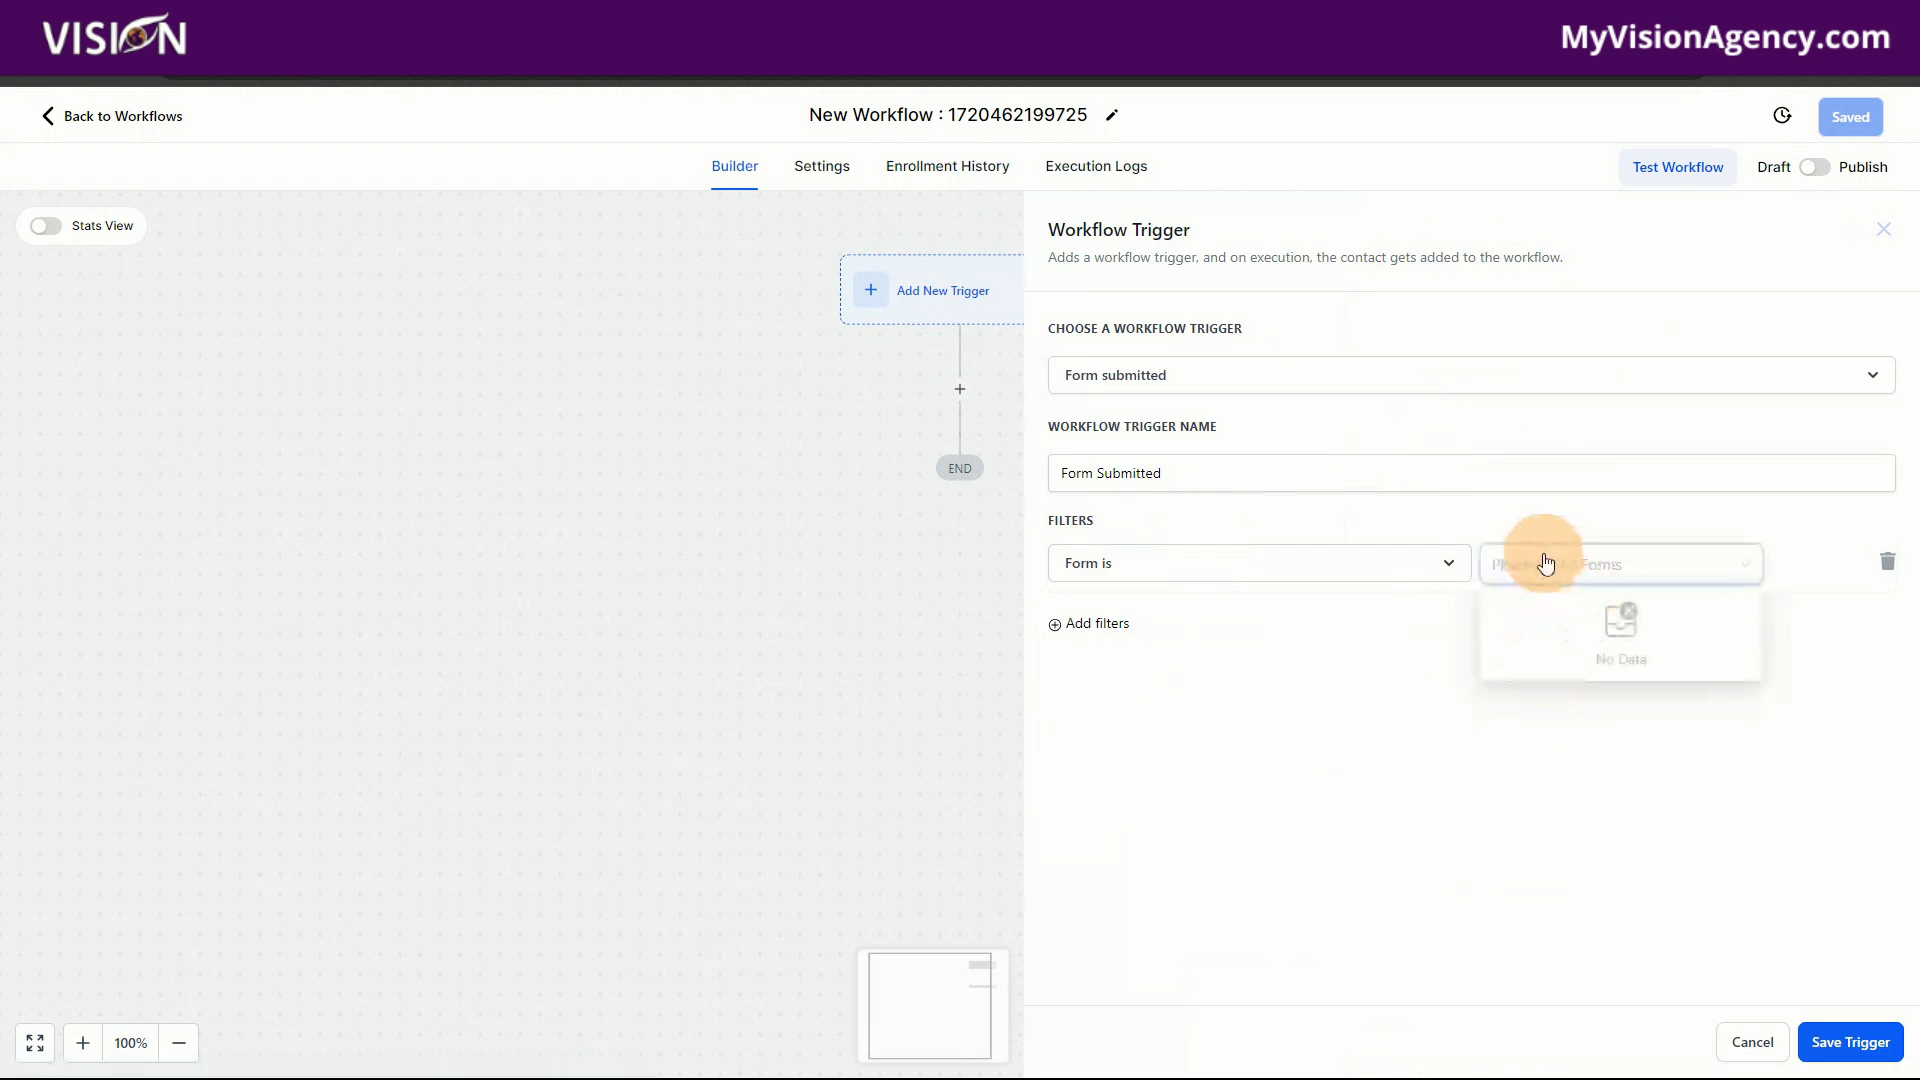 VISION
MyVisionAgency.com
Back to Workflows
New Workflow : 1720462199725
Saved
Builder
Settings
Enrollment History
Execution Logs
Test Workflow
Draft
Publish
Stats View
Workflow Trigger
Adds a workflow trigger, and on execution, the contact gets added to the workflow.
Add New Trigger
CHOOSE A WORKFLOW TRIGGER
Form submitted
WORKFLOW TRIGGER NAME
END
Form Submitted
FILTERS
Form is
Forms
Add filters
No Data
100%
Cancel
Save Trigger